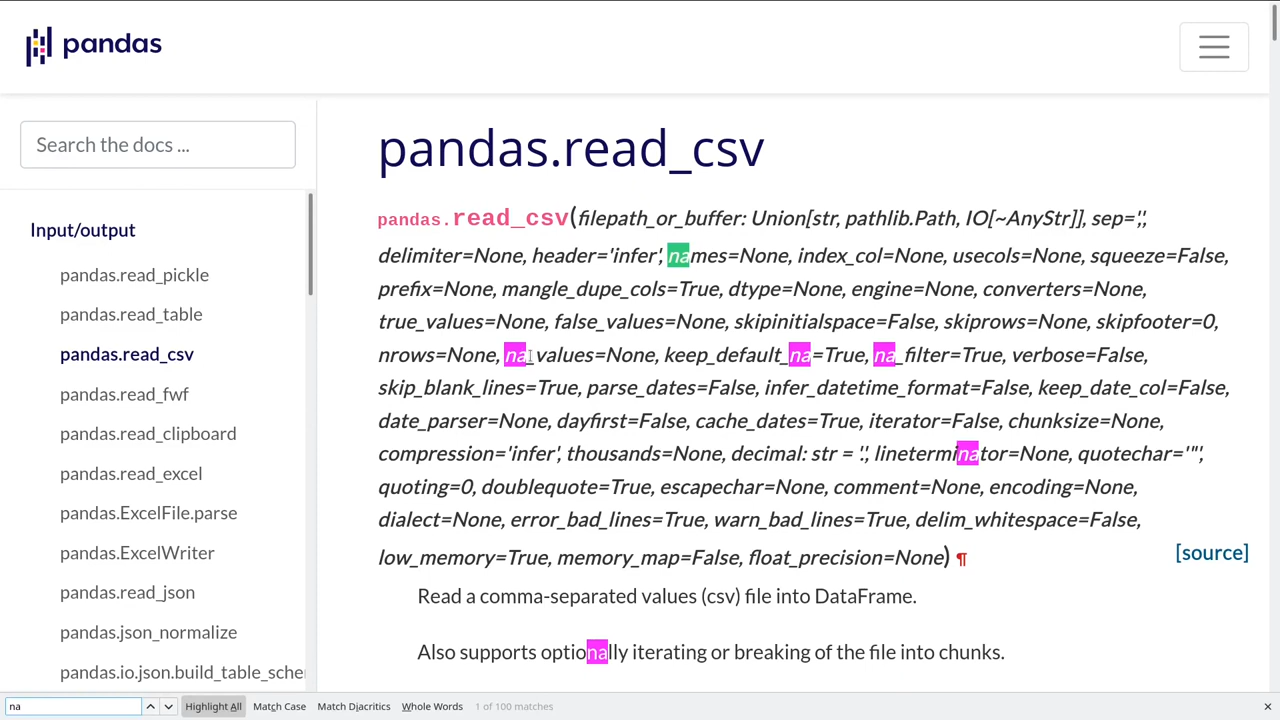 pandas
Search the docs ...
Input/output
pandas.read_pickle
pandas.read_table
pandas.read_csv
pandas.read_fwf
pandas.read_clipboard
pandas.read_excel
pandas.ExcelFile.parse
pandas.ExcelWriter
pandas.read_json
pandas.json_normalize
pandas.io.json.build_table_sche
pandas.read_csv
pandas.read_csv(filepath_or_buffer: Union[str, pathlib.Path, IO[~AnyStr]], sep=',',
delimiter=None, header='infer', names=None, index_col=None, usecols=None, squeeze=False,
prefix=None, mangle_dupe_cols=True, dtype=None, engine=None, converters=None,
true_values=None, false_values=None, skipinitialspace=False, skiprows=None, skipfooter=0,
nrows=None, na_values=None, keep_default_na=True, na_filter=True, verbose=False,
skip_blank_lines=True, parse_dates=False, infer_datetime_format=False, keep_date_col=False,
date_parser=None, dayfirst=False, cache_dates=True, iterator=False, chunksize=None,
compression='infer', thousands=None, decimal: str = '.', lineterminator=None, quotechar='"',
quoting=0, doublequote=True, escapechar=None, comment=None, encoding=None,
dialect=None, error_bad_lines=True, warn_bad_lines=True, delim_whitespace=False,
low_memory=True, memory_map=False, float_precision=None) ¶
[source]
Read a comma-separated values (csv) file into DataFrame.
Also supports optionally iterating or breaking of the file into chunks.
na
Highlight All
Match Case
Match Diacritics
Whole Words
1 of 100 matches